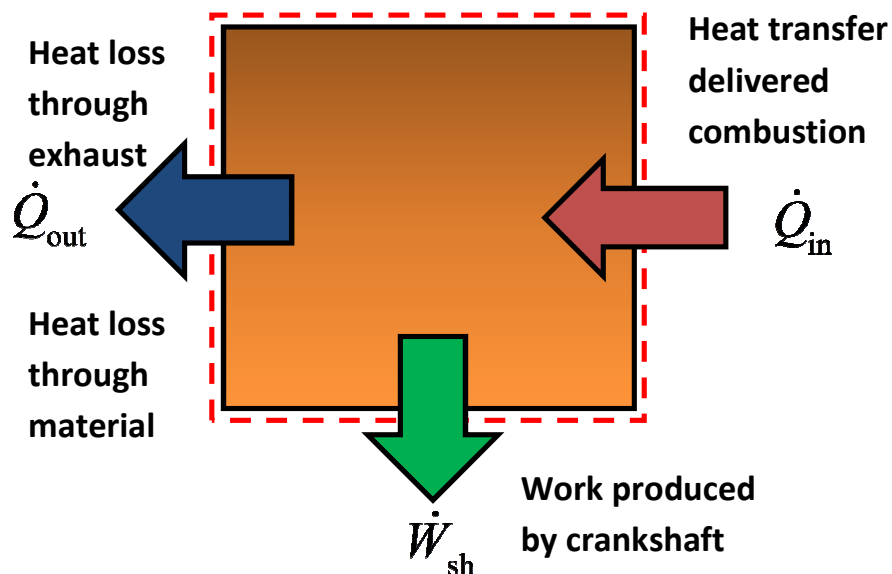 Heat loss
through
exhaust
Q̇out
Heat loss
through
material
Heat transfer
delivered
combustion
Q̇in
Work produced
by crankshaft
Ẇsh